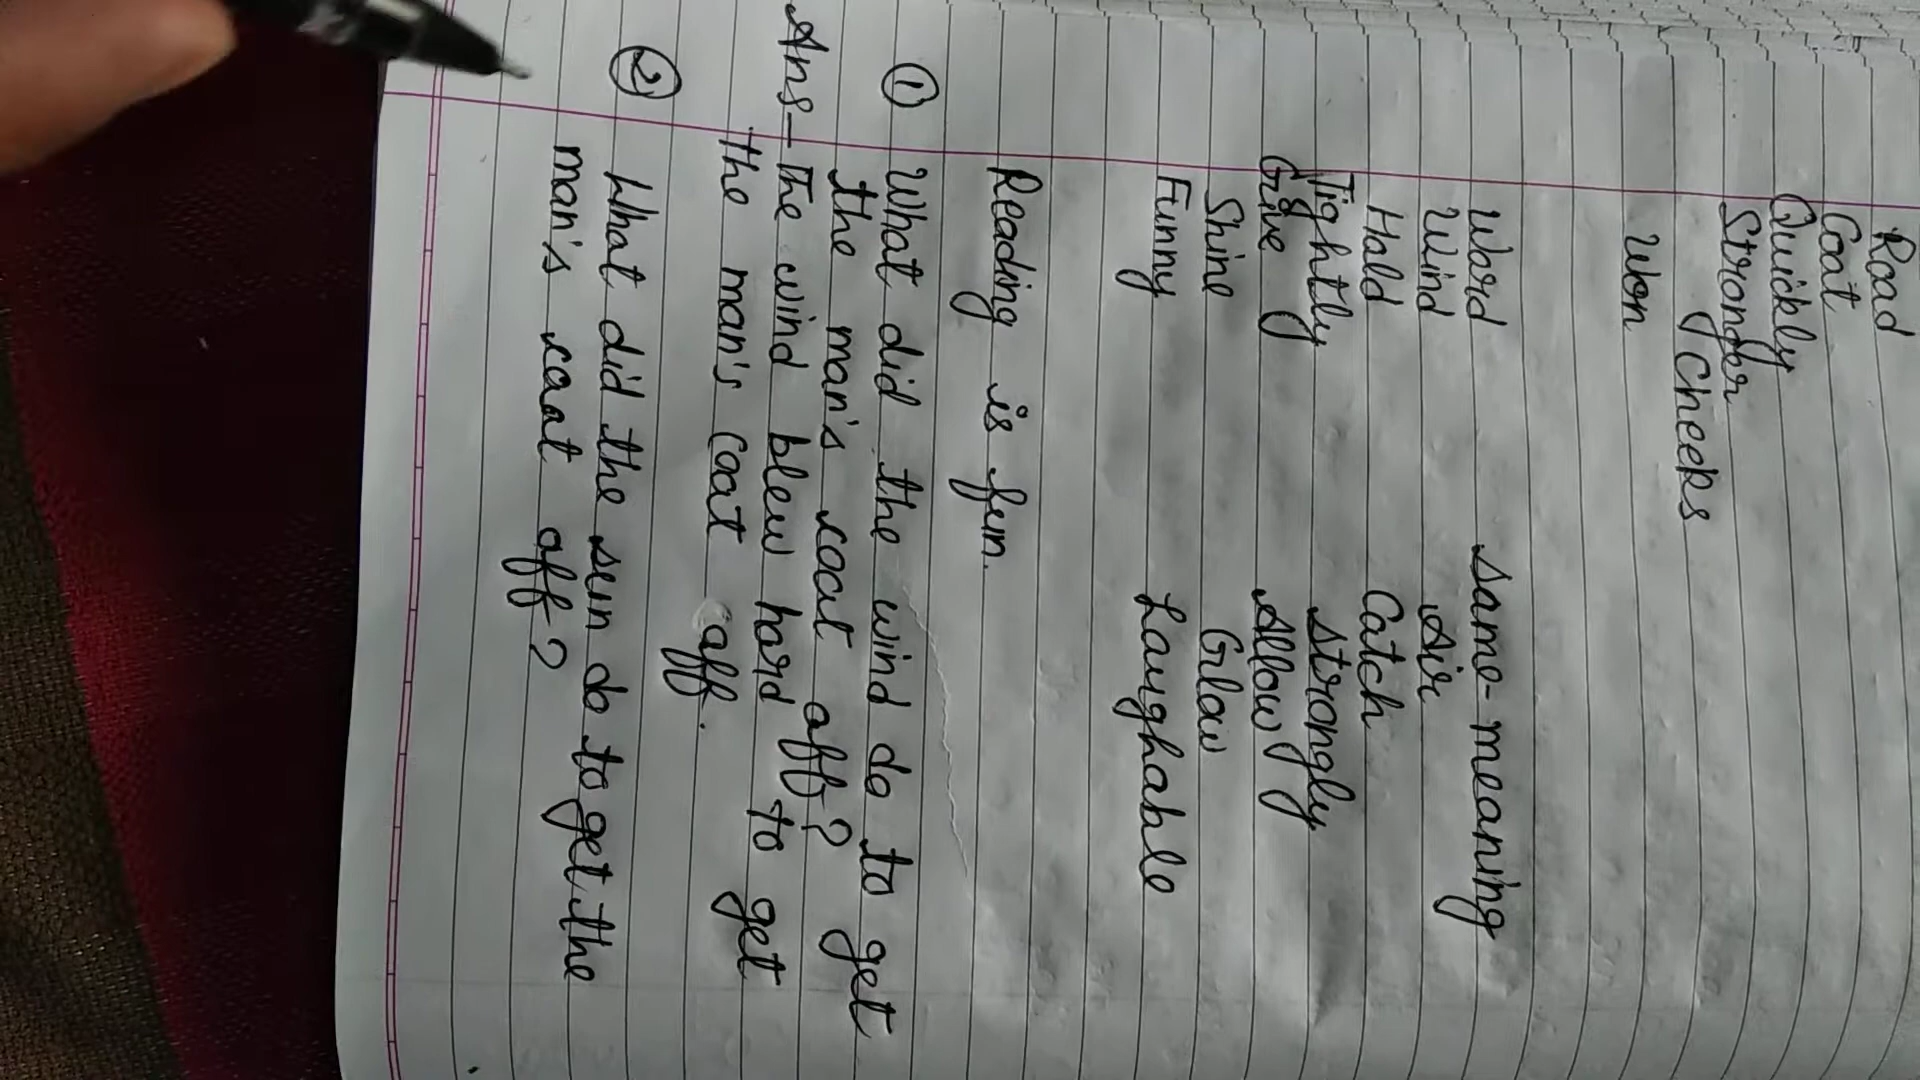 Road
Coat
Quickly
Stronger
Cheeks
Won
Word same-meaning
Wind Air
Hold Catch
Tightly strongly
Give Allow
Shine Glow
Funny Laughable
Reading is fun.
① What did the wind do to get
the man's coat off?
Ans-The wind blew hard to get
the man's coat off.
② What did the sun do to get the
man's coat off?